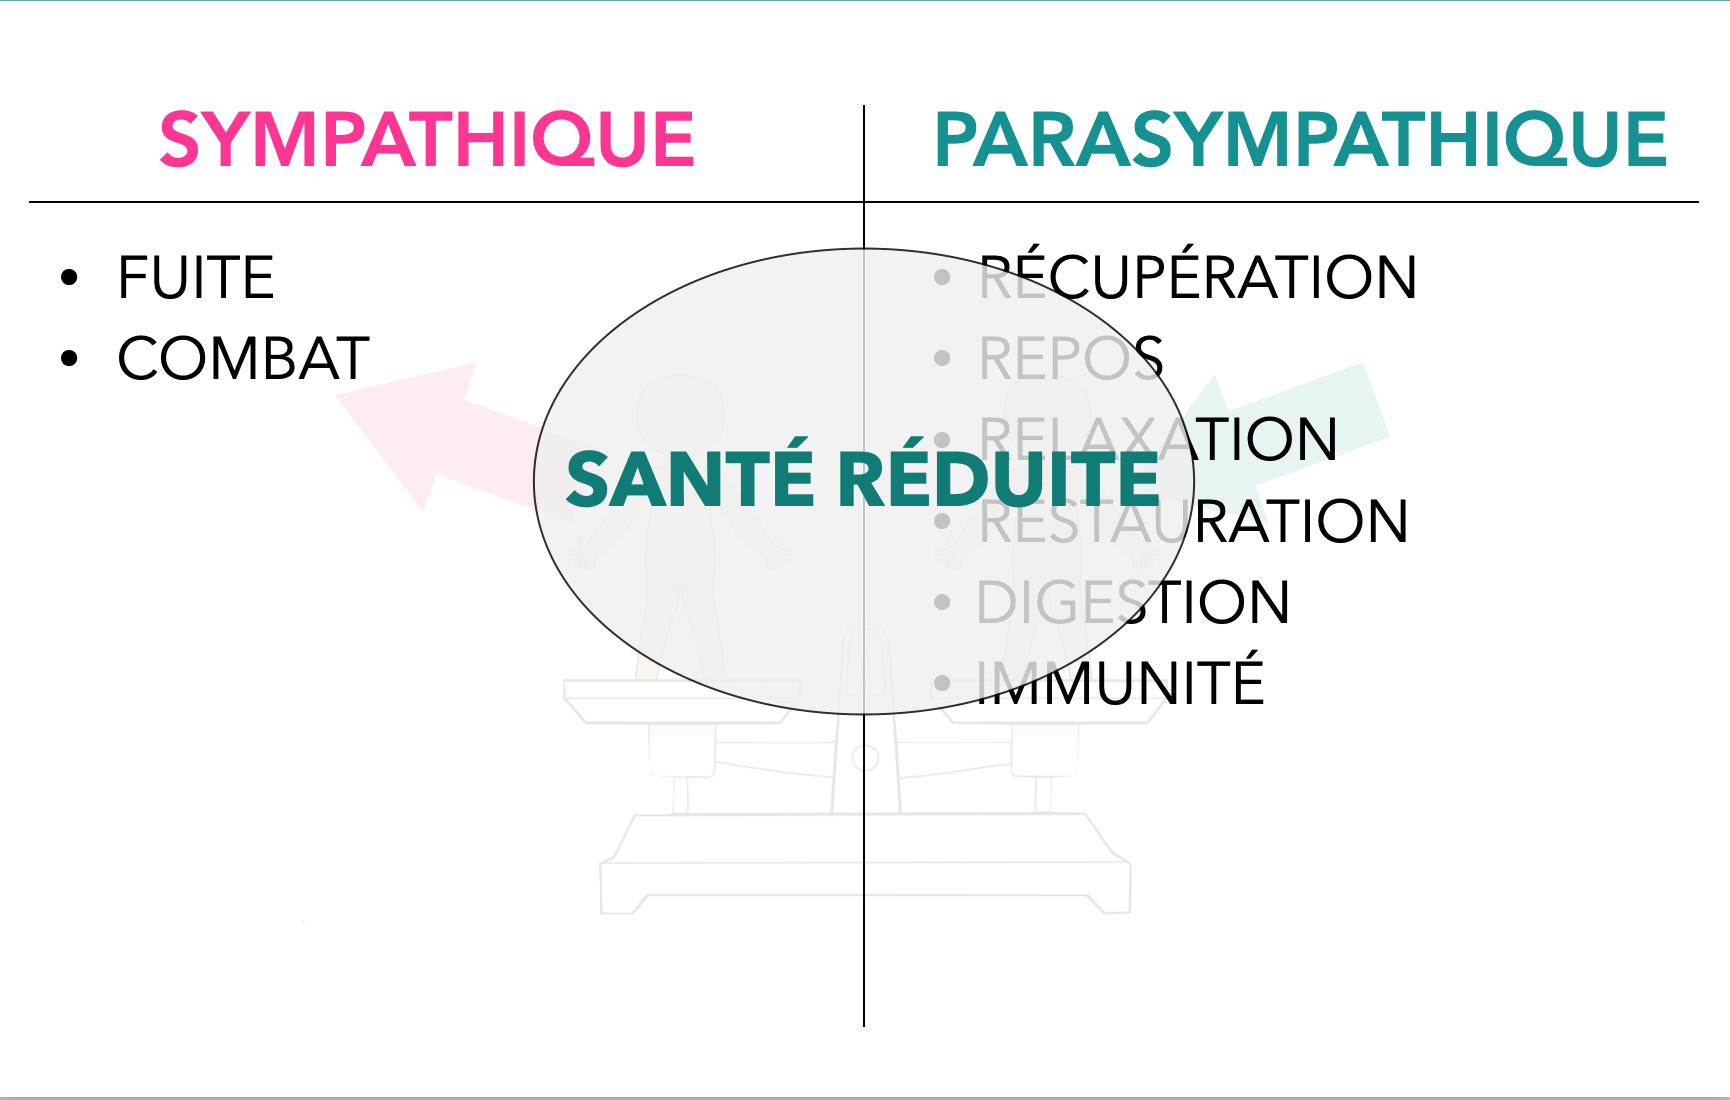 SYMPATHIQUE
PARASYMPATHIQUE
• FUITE
• COMBAT
• RÉCUPÉRATION
• REPOS
• RELAXATION
• RESTAURATION
• DIGESTION
• IMMUNITÉ
SANTÉ RÉDUITE